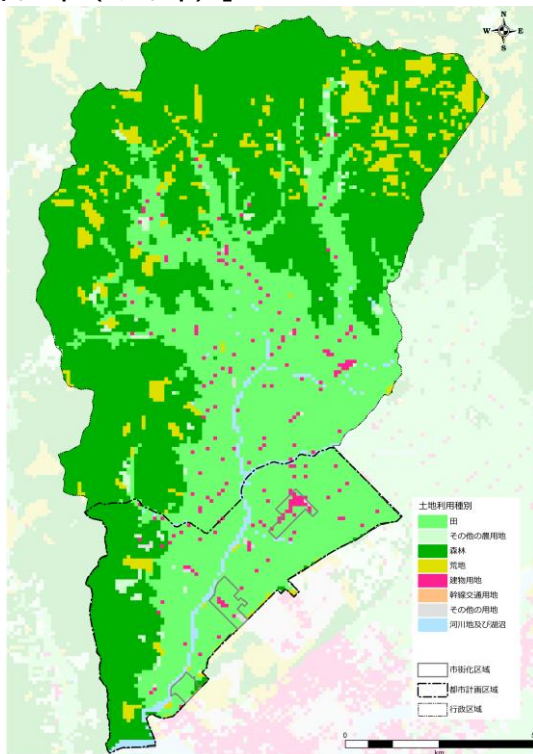 N
W E
S
土地利用種別
田
その他の農用地
森林
荒地
建物用地
幹線交通用地
その他の用地
河川地及び湖沼
市街化区域
都市計画区域
行政区域
0
km